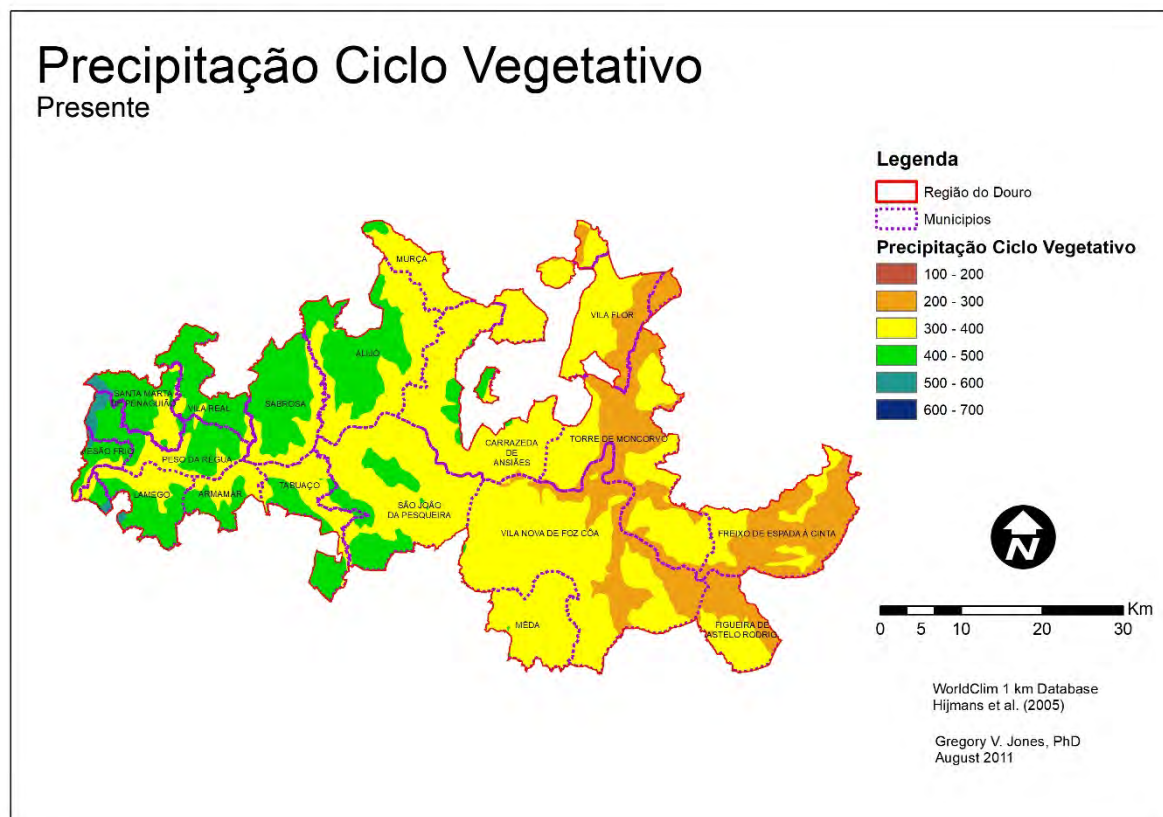 Precipitação Ciclo Vegetativo
Presente
Legenda
Região do Douro
Municipios
Precipitação Ciclo Vegetativo
100 - 200
200 - 300
300 - 400
400 - 500
500 - 600
600 - 700
MURÇA
VILA FLOR
ALIJÓ
SANTA MARTA
DE PENAGUIÃO
VILA REAL
SABROSA
MESÃO FRIO
PESO DA RÉGUA
CARRAZEDA
DE
ANSIÃES
TORRE DE MONCORVO
LAMEGO
ARMAMAR
TABUAÇO
SÃO JOÃO
DA PESQUEIRA
VILA NOVA DE FOZ CÔA
FREIXO DE ESPADA À CINTA
MÊDA
FIGUEIRA DE
ASTELO RODRIG
N
Km
0 5 10 20 30
WorldClim 1 km Database
Hijmans et al. (2005)
Gregory V. Jones, PhD
August 2011